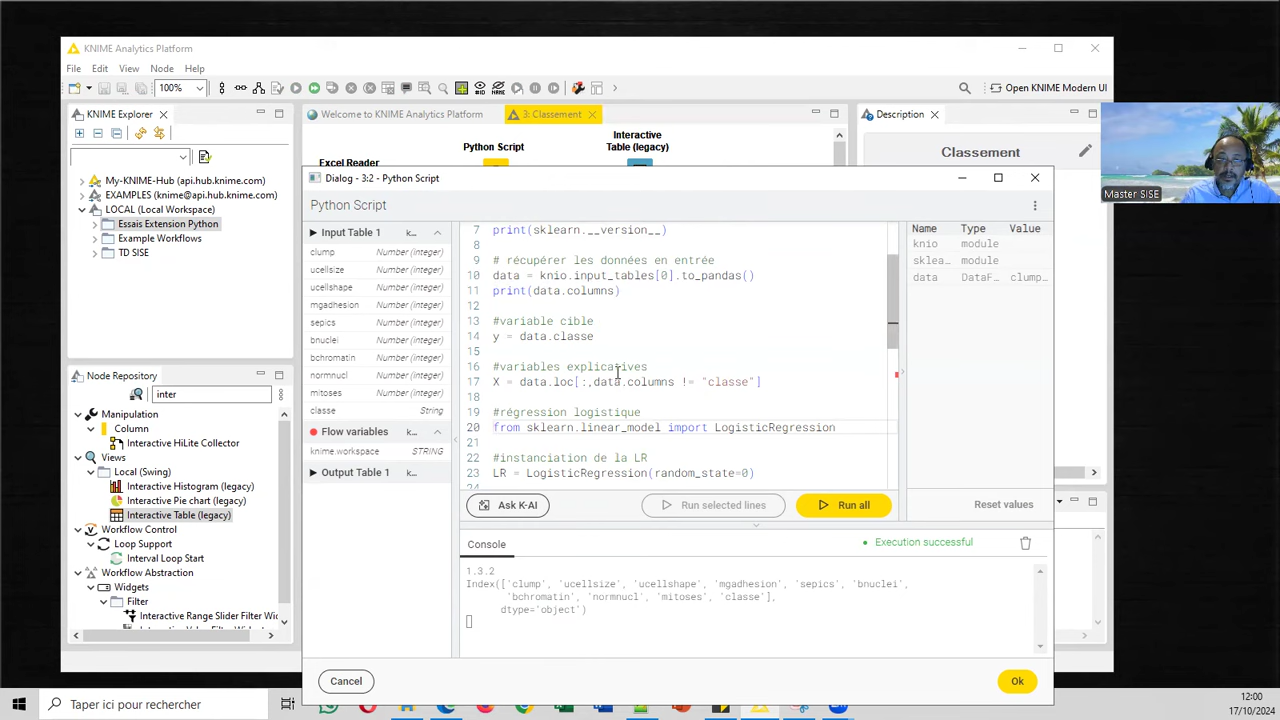 KNIME Analytics Platform
File Edit View Node Help
100%
Open KNIME Modern UI
KNIME Explorer
Welcome to KNIME Analytics Platform
3: Classement
Description
Python Script
Interactive
Table (legacy)
Excel Reader
Classement
My-KNIME-Hub (api.hub.knime.com)
EXAMPLES (knime@api.hub.knime.com)
LOCAL (Local Workspace)
Essais Extension Python
Example Workflows
TD SISE
Master SISE
Dialog - 3:2 - Python Script
Python Script
Input Table 1 k...
clump Number (integer)
ucellsize Number (integer)
ucellshape Number (integer)
mgadhesion Number (integer)
sepics Number (integer)
bnuclei Number (integer)
bchromatin Number (integer)
normnucl Number (integer)
mitoses Number (integer)
classe String
Flow variables k...
knime.workspace STRING
Output Table 1 k...
7 print(sklearn.__version__)
8
9 # récupérer les données en entrée
10 data = knio.input_tables[0].to_pandas()
11 print(data.columns)
12
13 #variable cible
14 y = data.classe
15
16 #variables explicatives
17 X = data.loc[:,data.columns != "classe"]
18
19 #régression logistique
20 from sklearn.linear_model import LogisticRegression
21
22 #instanciation de la LR
23 LR = LogisticRegression(random_state=0)
Name Type Value
knio module
sklea... module
data DataF... clump...
Ask K-AI
Run selected lines
Run all
Reset values
Console
Execution successful
1.3.2
Index(['clump', 'ucellsize', 'ucellshape', 'mgadhesion', 'sepics', 'bnuclei',
'bchromatin', 'normnucl', 'mitoses', 'classe'],
dtype='object')
Cancel
Ok
Node Repository
inter
Manipulation
Column
Interactive HiLite Collector
Views
Local (Swing)
Interactive Histogram (legacy)
Interactive Pie chart (legacy)
Interactive Table (legacy)
Workflow Control
Loop Support
Interval Loop Start
Workflow Abstraction
Widgets
Filter
Interactive Range Slider Filter Wid
Taper ici pour rechercher
12:00
17/10/2024